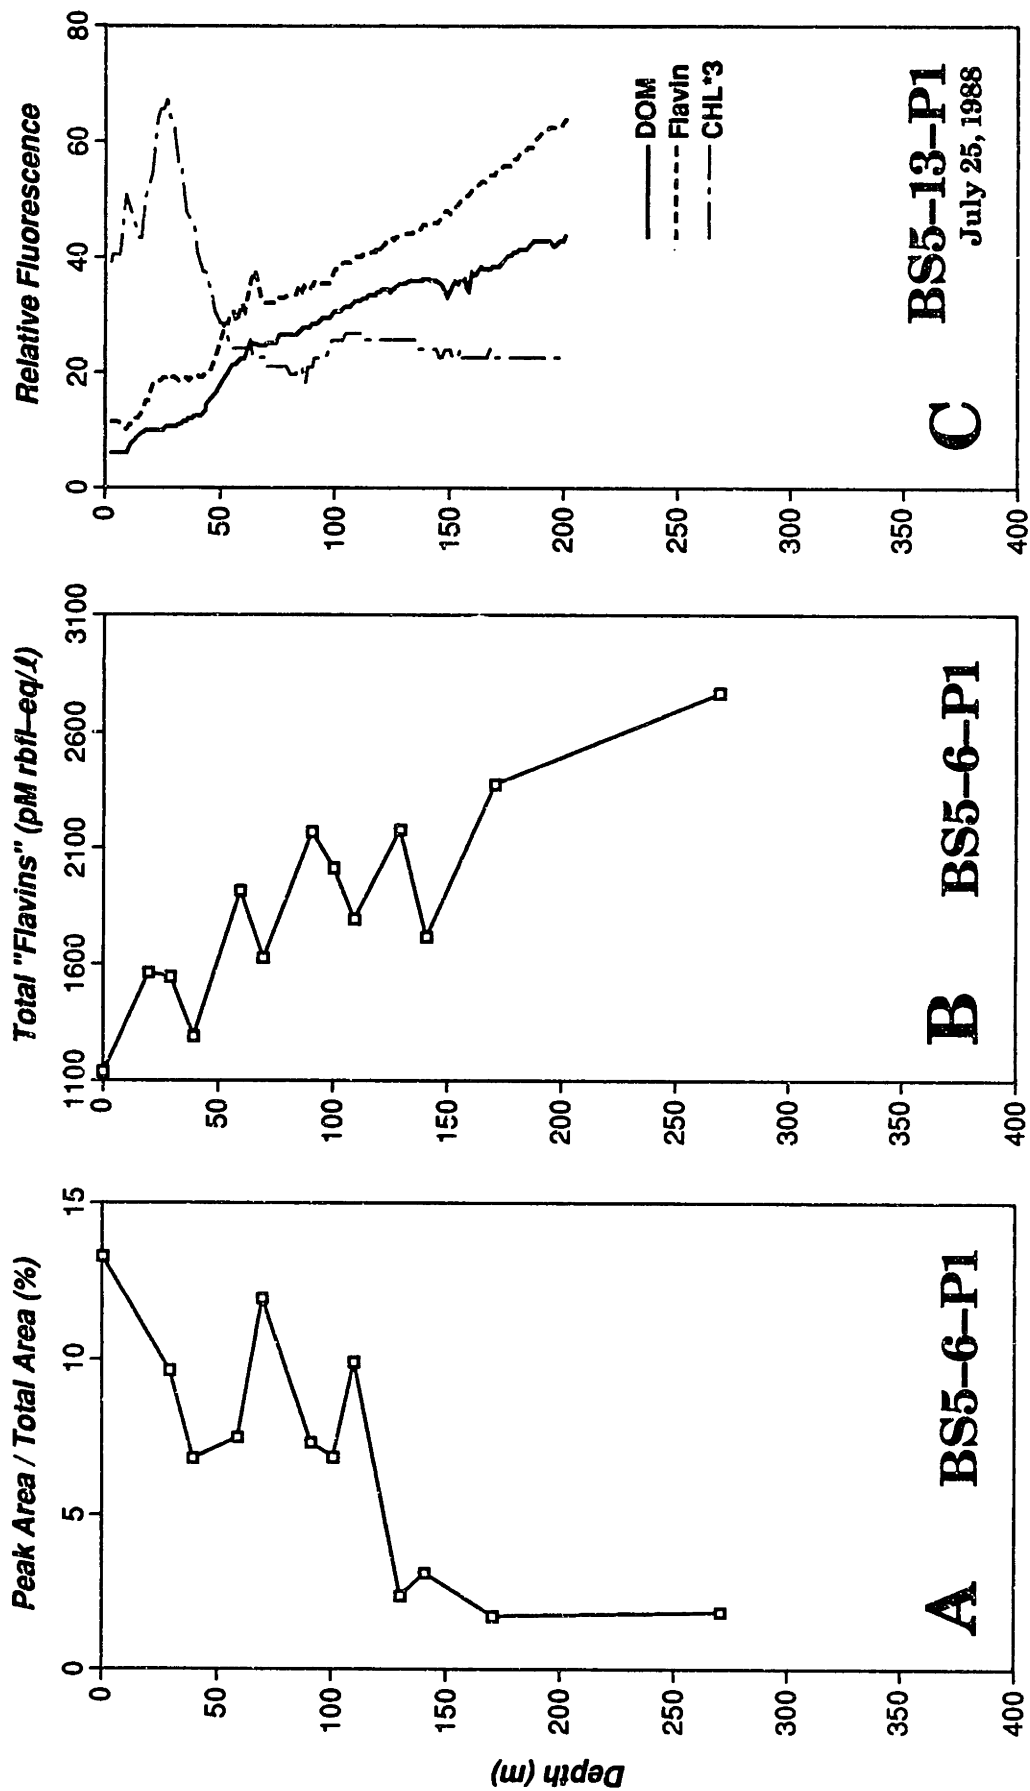 Peak Area / Total Area (%)
0 5 10 15
0
50
100
150
200
250
300
350
400
Depth (m)
A BS5-6-P1
Total "Flavins" (pM rbfl-eq/ℓ)
1100 1600 2100 2600 3100
0
50
100
150
200
250
300
350
400
B BS5-6-P1
Relative Fluorescence
0 20 40 60 80
0
50
100
150
200
250
300
350
400
DOM
Flavin
CHL*3
C BS5-13-P1
July 25, 1988